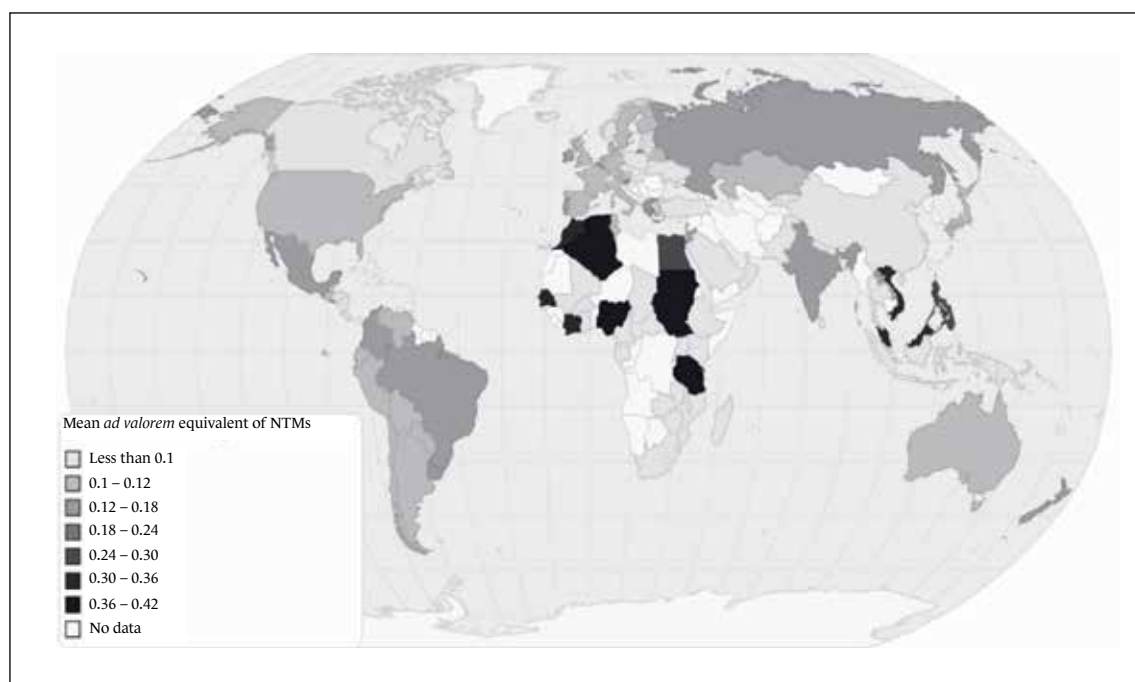 Mean ad valorem equivalent of NTMs
Less than 0.1
0.1 – 0.12
0.12 – 0.18
0.18 – 0.24
0.24 – 0.30
0.30 – 0.36
0.36 – 0.42
No data